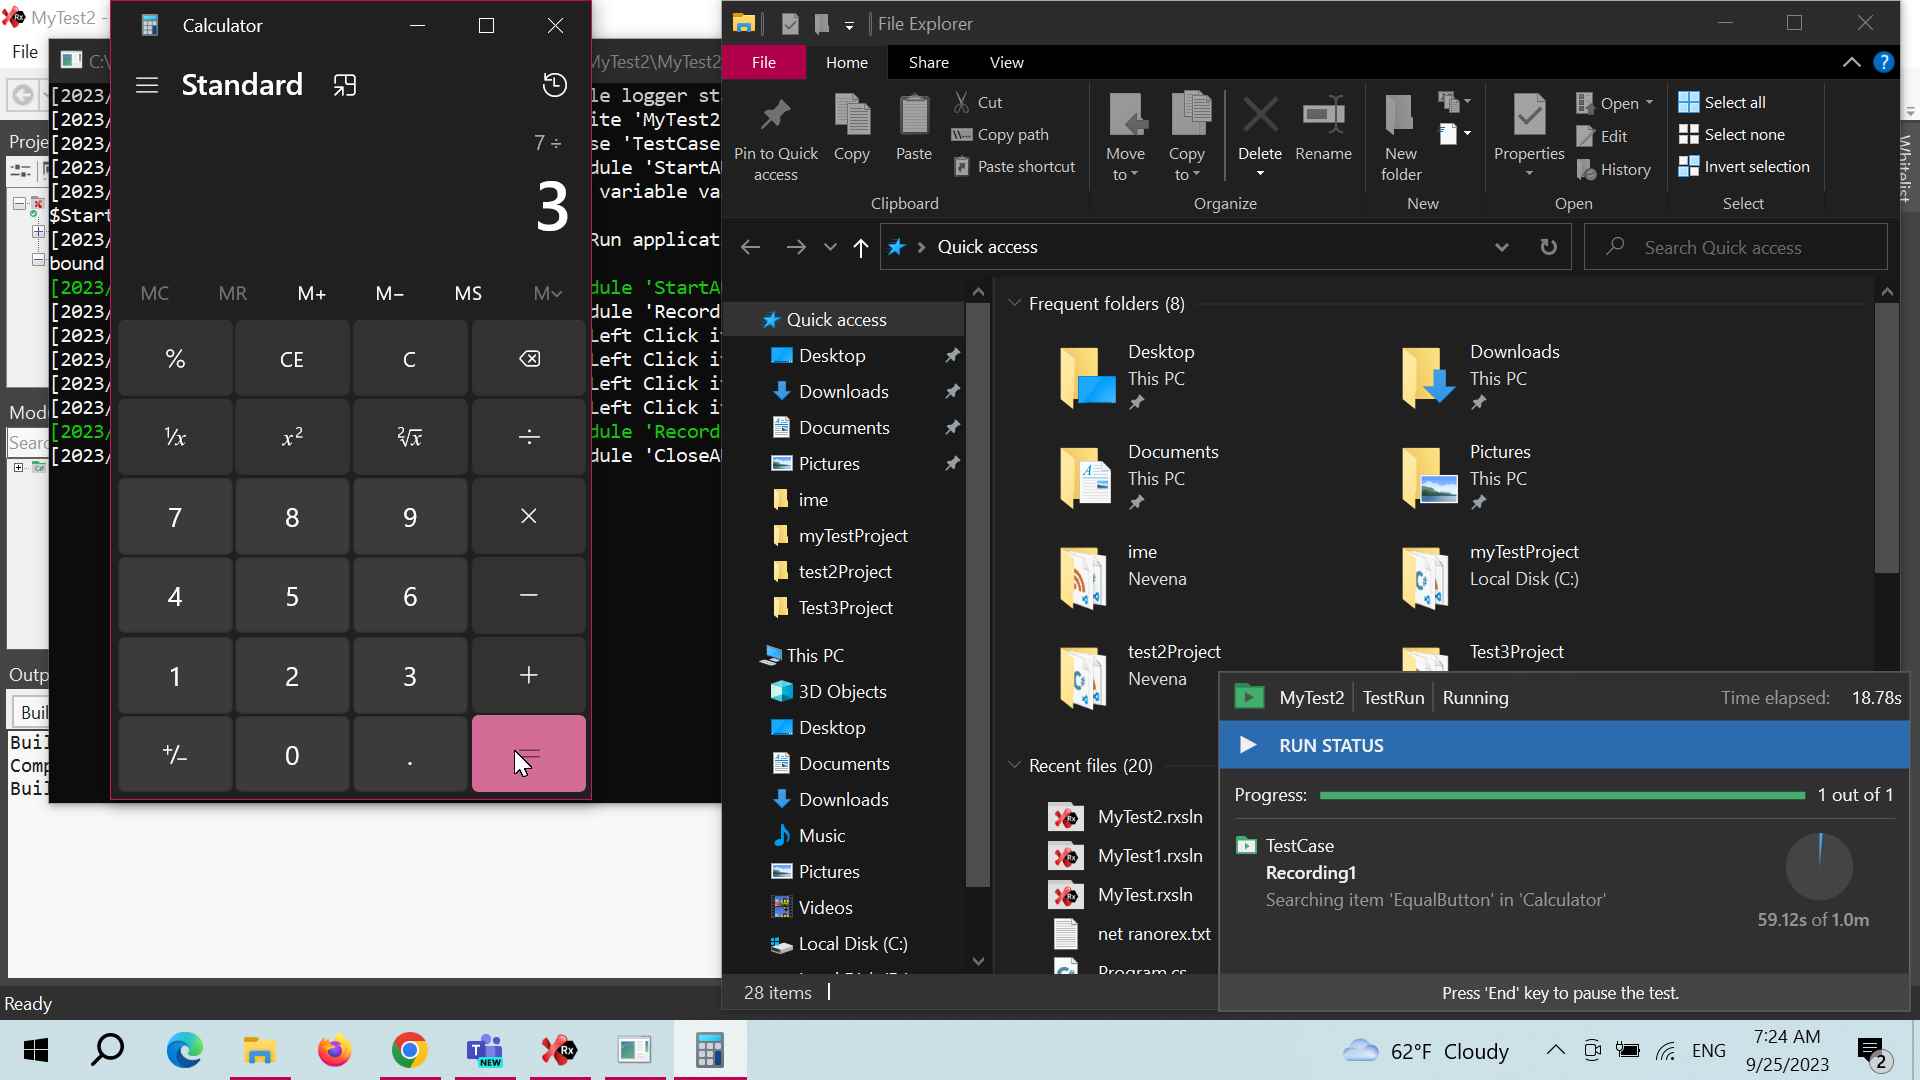 MyTest2 -
File
Calculator
Standard
7 ÷
3
MC
MR
M+
M−
MS
M
%
CE
C
⅟x
x²
²√x
÷
7
8
9
×
4
5
6
−
1
2
3
+
+/−
0
.
=
C:\
MyTest2\MyTest2
[2023/
[2023/
[2023/
[2023/
[2023/
$Start
[2023/
bound
[2023/
[2023/
[2023/
[2023/
[2023/
[2023/
[2023/
[2023/
le logger st
ite 'MyTest2
se 'TestCase
dule 'StartA
variable va
Run applicat
dule 'StartA
dule 'Record
Left Click i
Left Click i
Left Click i
Left Click i
dule 'Record
dule 'CloseA
Proje
Modu
Searc
Outp
Buil
Buil
Comp
Buil
Ready
Whitelist
File Explorer
File
Home
Share
View
?
Pin to Quick
access
Copy
Paste
Cut
Copy path
Paste shortcut
Clipboard
Move
to
Copy
to
Delete
Rename
Organize
New
folder
New
Properties
Open
Edit
History
Open
Select all
Select none
Invert selection
Select
Quick access
Search Quick access
Quick access
Desktop
Downloads
Documents
Pictures
ime
myTestProject
test2Project
Test3Project
This PC
3D Objects
Desktop
Documents
Downloads
Music
Pictures
Videos
Local Disk (C:)
Frequent folders (8)
Desktop
This PC
Downloads
This PC
Documents
This PC
Pictures
This PC
ime
Nevena
myTestProject
Local Disk (C:)
test2Project
Nevena
Test3Project
Recent files (20)
MyTest2.rxsln
MyTest1.rxsln
MyTest.rxsln
net ranorex.txt
Program.cs
28 items
MyTest2
TestRun
Running
Time elapsed: 18.78s
RUN STATUS
Progress:
1 out of 1
TestCase
Recording1
Searching item 'EqualButton' in 'Calculator'
59.12s of 1.0m
Press 'End' key to pause the test.
NEW
Rx
62°F Cloudy
ENG
7:24 AM
9/25/2023
2